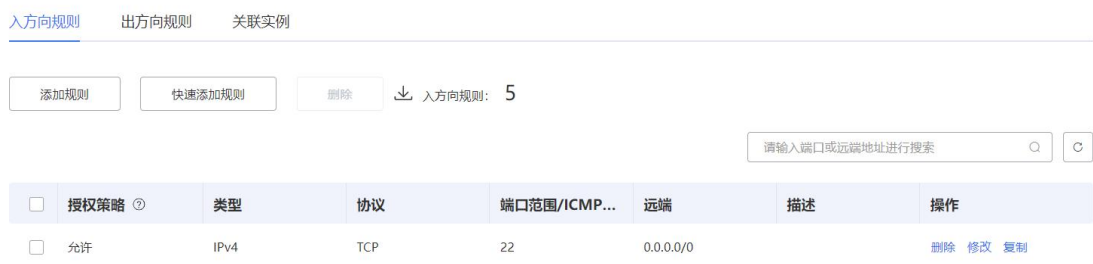 入方向规则 出方向规则 关联实例
添加规则 快速添加规则 删除 入方向规则： 5
请输入端口或远端地址进行搜索
授权策略 类型 协议 端口范围/ICMP... 远端 描述 操作
允许 IPv4 TCP 22 0.0.0.0/0 删除 修改 复制